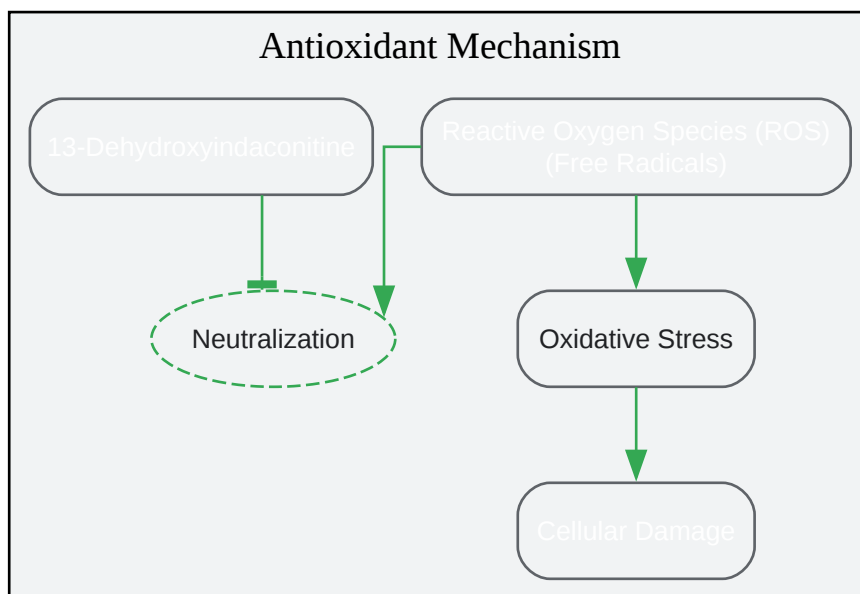 Antioxidant Mechanism
13-Dehydroxyindaconitine
Reactive Oxygen Species (ROS)
(Free Radicals)
Neutralization
Oxidative Stress
Cellular Damage